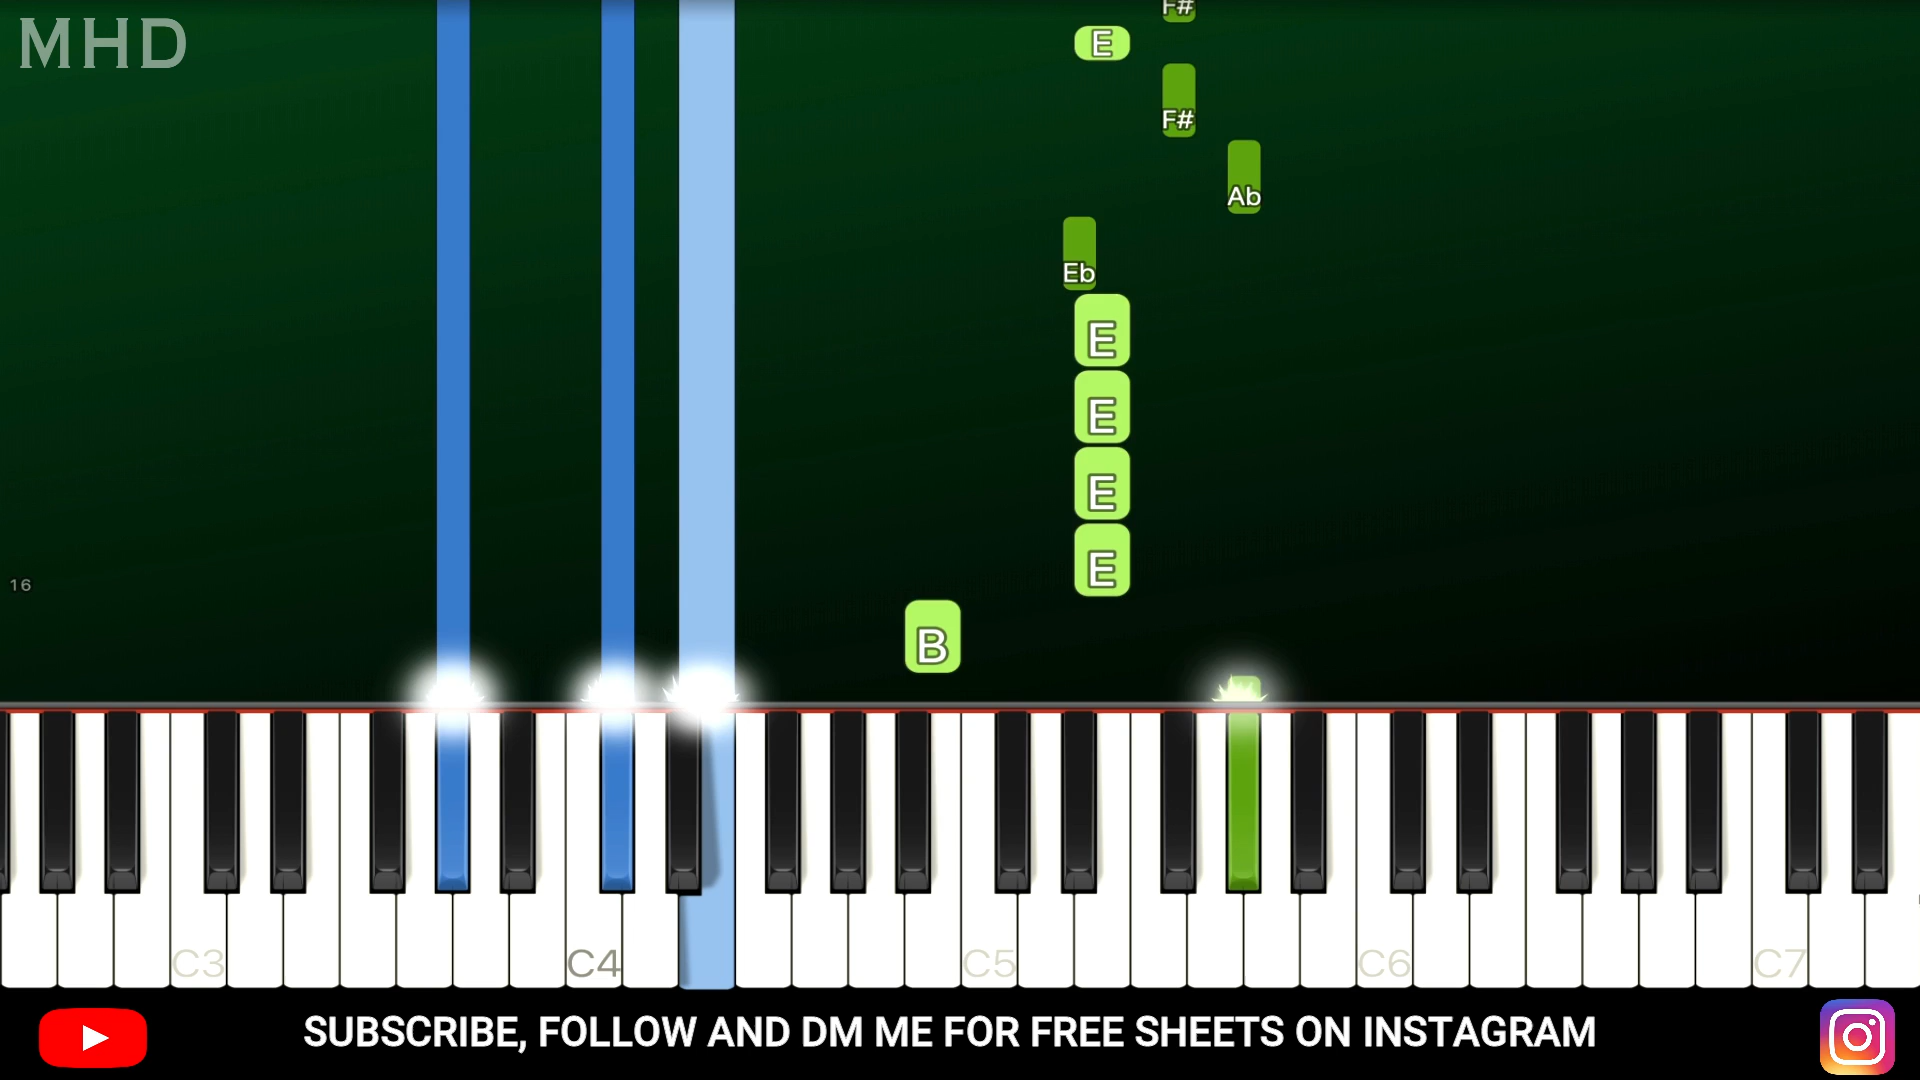 MHD
F#
E
F#
Ab
Eb
E
E
E
E
16
B
C3 C4 C5 C6 C7
SUBSCRIBE, FOLLOW AND DM ME FOR FREE SHEETS ON INSTAGRAM